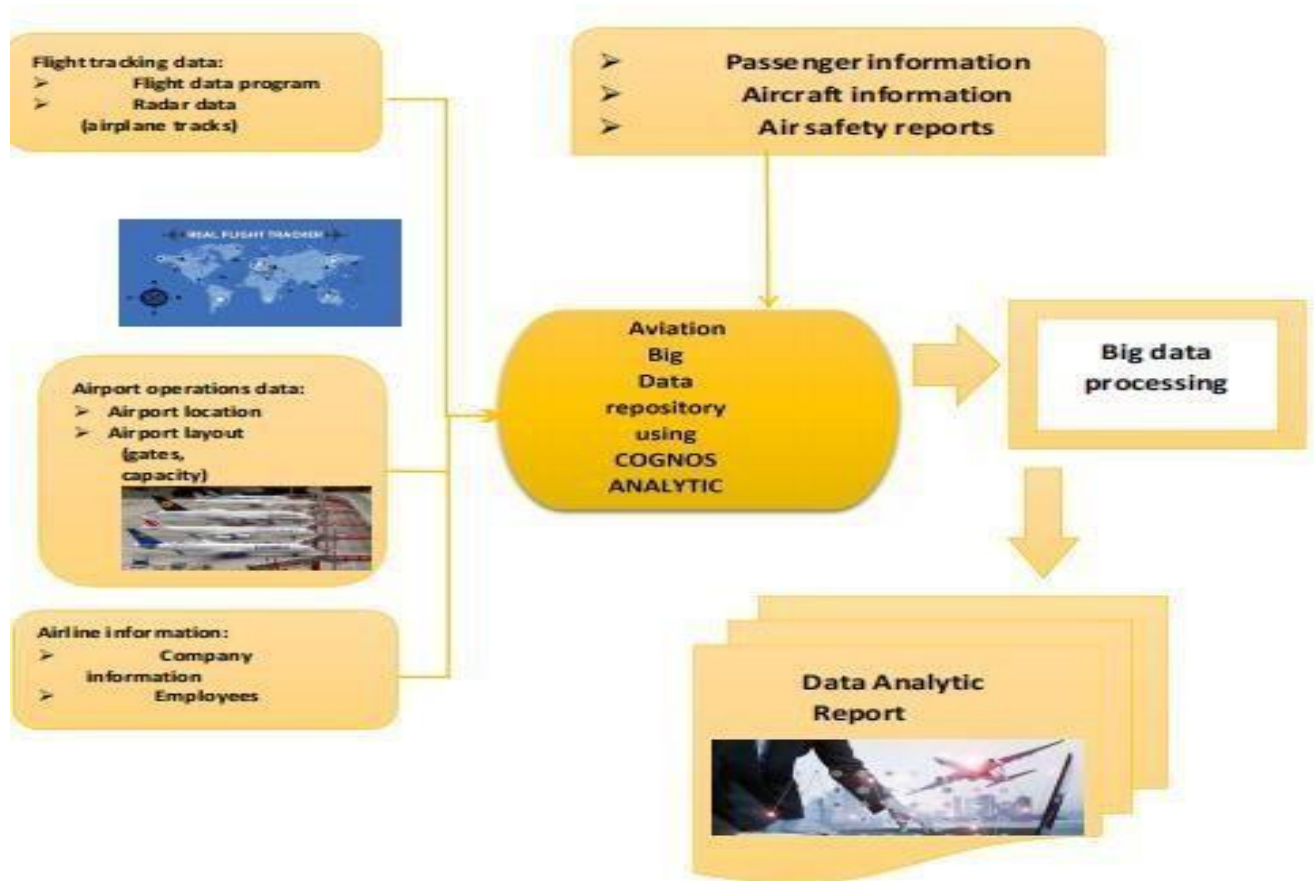 Flight tracking data:
➢ Flight data program
➢ Radar data
(airplane tracks)
➢ Passenger information
➢ Aircraft information
➢ Air safety reports
REAL FLIGHT TRACKER
Airport operations data:
➢ Airport location
➢ Airport layout
(gates,
capacity)
Airline information:
➢ Company
information
➢ Employees
Aviation
Big
Data
repository
using
COGNOS
ANALYTIC
Big data
processing
Data Analytic
Report